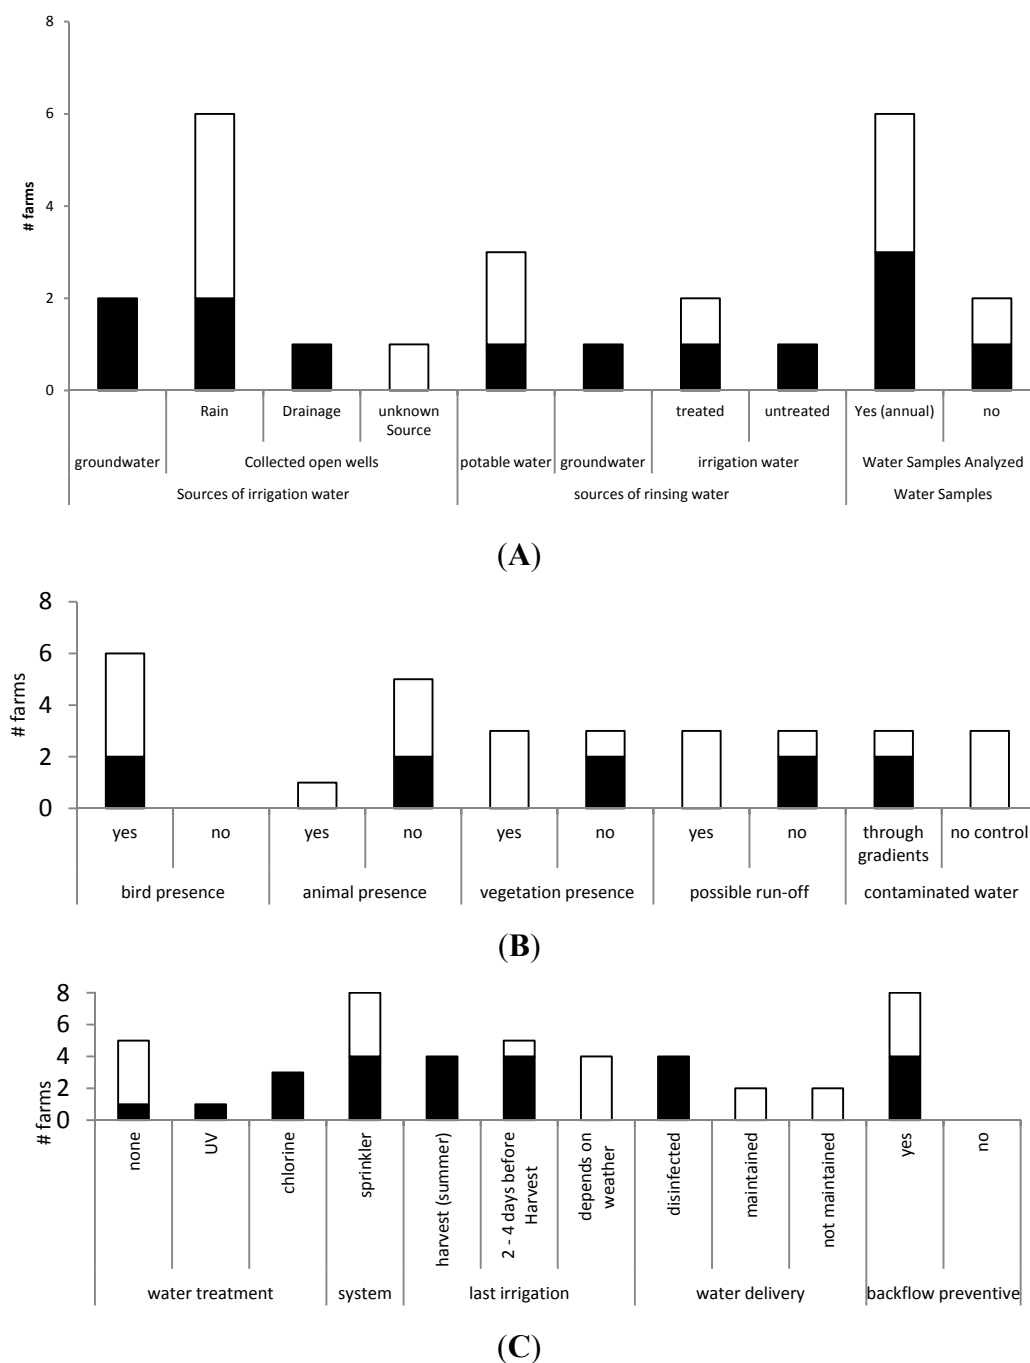 8
6
4
2
0
# farms
Rain
Drainage
unknown
Source
treated
untreated
Yes (annual)
no
groundwater
Collected open wells
potable water
groundwater
irrigation water
Water Samples Analyzed
Sources of irrigation water
sources of rinsing water
Water Samples
(A)
8
6
4
2
0
# farms
yes
no
yes
no
yes
no
yes
no
through
gradients
no control
bird presence
animal presence
vegetation presence
possible run-off
contaminated water
(B)
8
6
4
2
0
# farms
none
UV
chlorine
sprinkler
harvest (summer)
2 - 4 days before
Harvest
depends on
weather
disinfected
maintained
not maintained
yes
no
water treatment
system
last irrigation
water delivery
backflow preventive
(C)